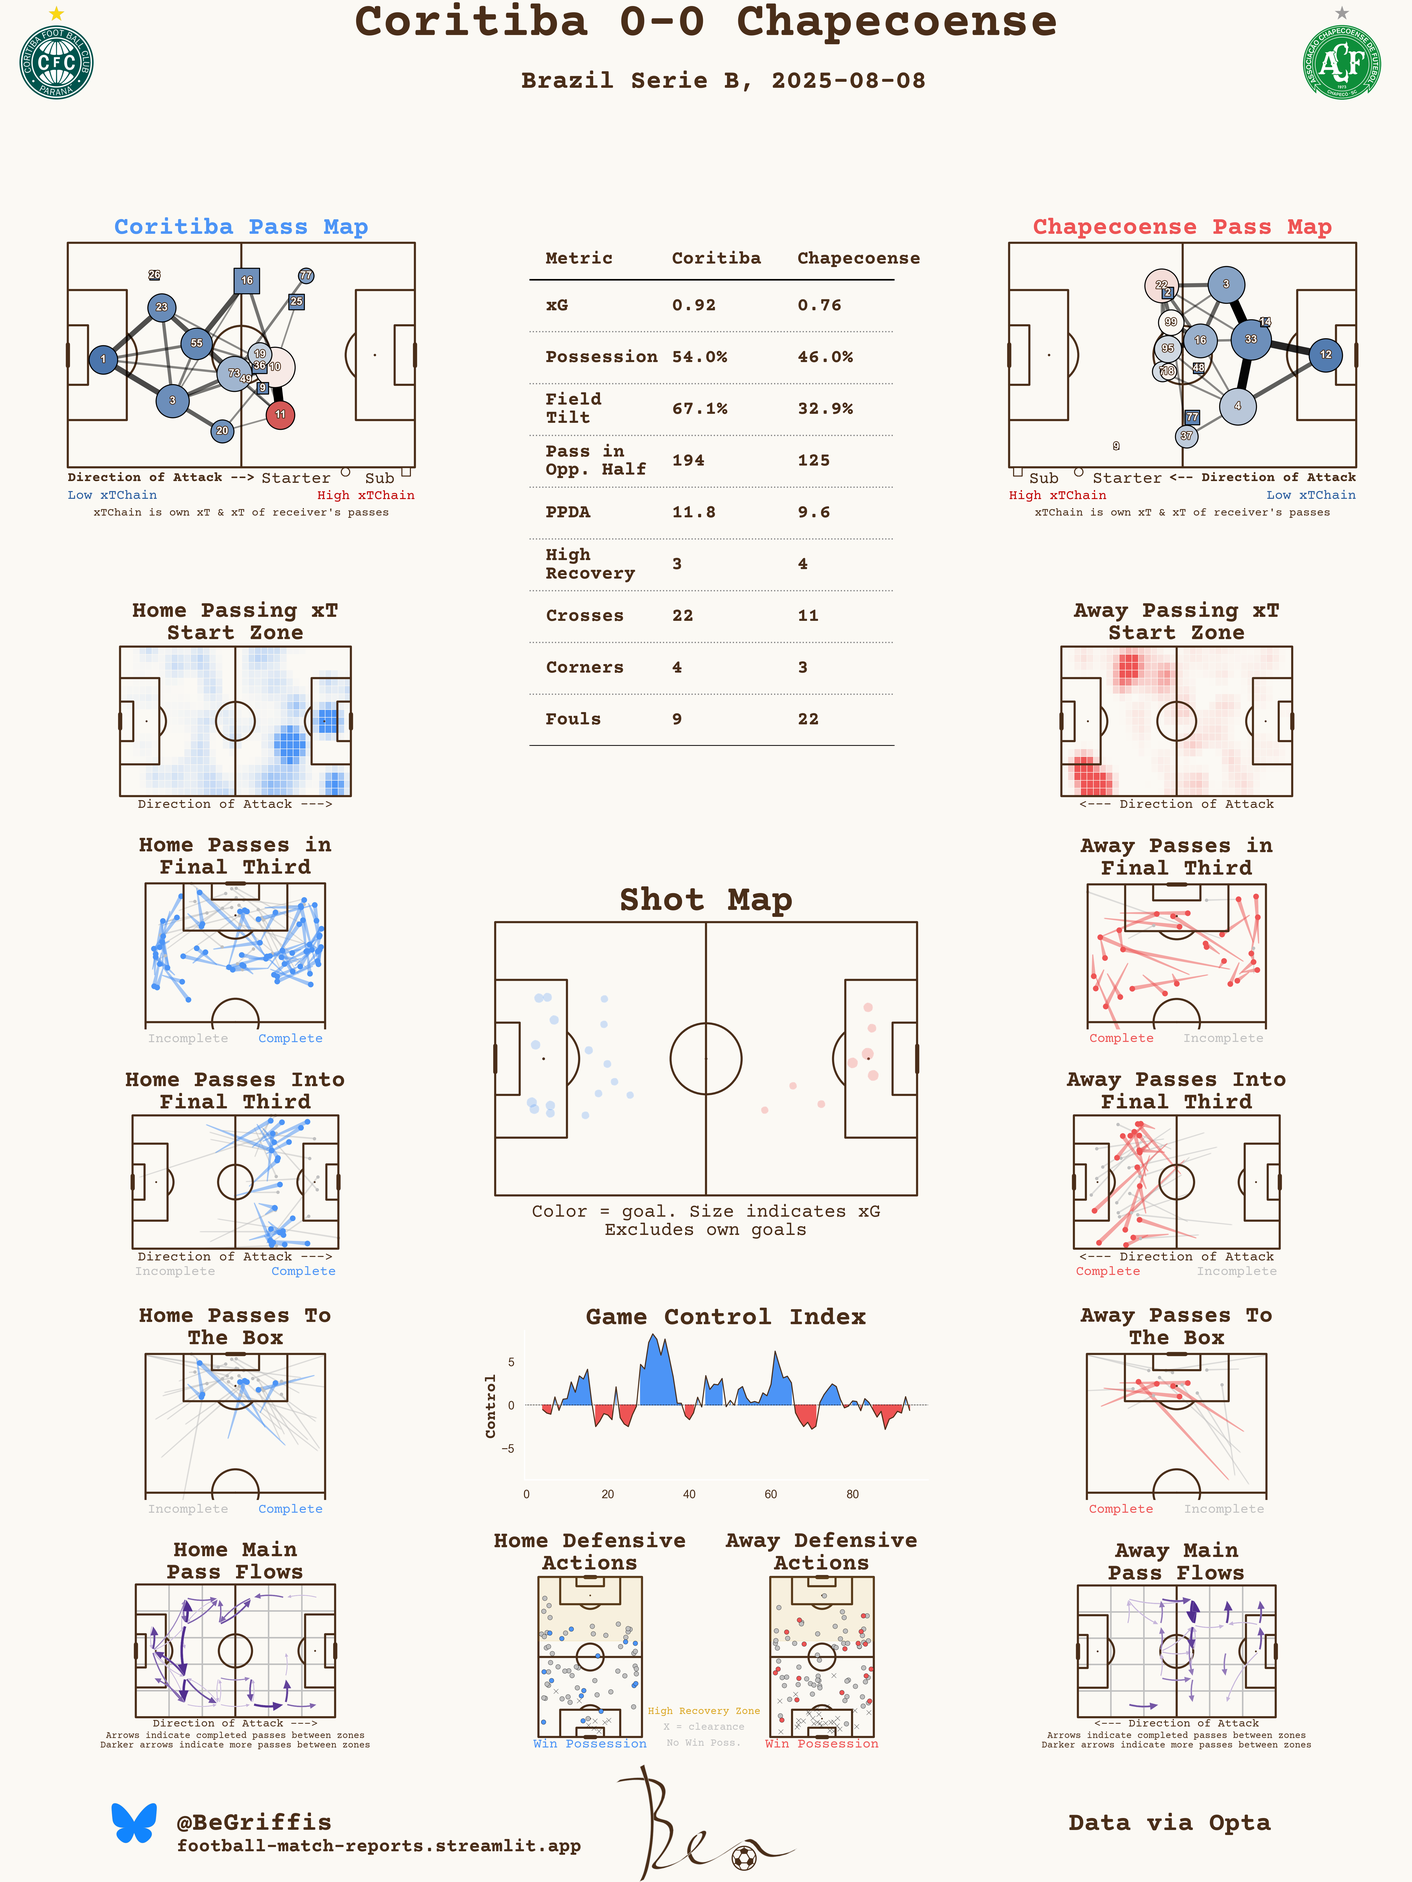 Coritiba 0-0 Chapecoense
Brazil Serie B, 2025-08-08
CORITIBA FOOT BALL CLUB
CFC
PARANÁ
ASSOCIAÇÃO CHAPECOENSE DE FUTEBOL
ACF
1973
CHAPECÓ SC
Coritiba Pass Map
26
16
77
25
23
55
1
19
36
10
73
49
9
3
11
20
Direction of Attack --> Starter Sub
Low xTChain High xTChain
xTChain is own xT & xT of receiver's passes
Metric Coritiba Chapecoense
xG 0.92 0.76
Possession 54.0% 46.0%
Field
Tilt 67.1% 32.9%
Pass in
Opp. Half 194 125
PPDA 11.8 9.6
High
Recovery 3 4
Crosses 22 11
Corners 4 3
Fouls 9 22
Chapecoense Pass Map
22
2
3
99
14
95
16
33
12
18
48
4
77
37
9
Sub Starter <-- Direction of Attack
High xTChain Low xTChain
xTChain is own xT & xT of receiver's passes
Home Passing xT
Start Zone
Direction of Attack --->
Away Passing xT
Start Zone
<--- Direction of Attack
Home Passes in
Final Third
Incomplete Complete
Away Passes in
Final Third
Complete Incomplete
Shot Map
Color = goal. Size indicates xG
Excludes own goals
Home Passes Into
Final Third
Direction of Attack --->
Incomplete Complete
Away Passes Into
Final Third
<--- Direction of Attack
Complete Incomplete
Home Passes To
The Box
Incomplete Complete
Game Control Index
Control
5
0
−5
0 20 40 60 80
Away Passes To
The Box
Complete Incomplete
Home Main
Pass Flows
Direction of Attack --->
Arrows indicate completed passes between zones
Darker arrows indicate more passes between zones
Home Defensive
Actions
Win Possession
High Recovery Zone
X = clearance
No Win Poss.
Away Defensive
Actions
Win Possession
Away Main
Pass Flows
<--- Direction of Attack
Arrows indicate completed passes between zones
Darker arrows indicate more passes between zones
@BeGriffis
football-match-reports.streamlit.app
Ben
Data via Opta